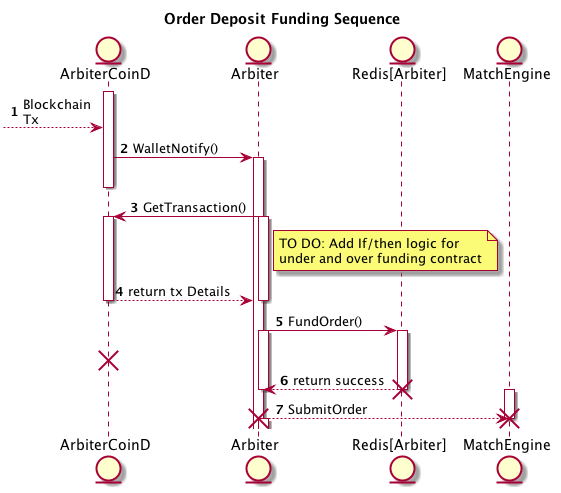 Order Deposit Funding Sequence
ArbiterCoinD Arbiter Redis[Arbiter] MatchEngine
1 Blockchain
Tx
2 WalletNotify()
3 GetTransaction()
TO DO: Add If/then logic for
under and over funding contract
4 return tx Details
5 FundOrder()
6 return success
7 SubmitOrder
ArbiterCoinD Arbiter Redis[Arbiter] MatchEngine